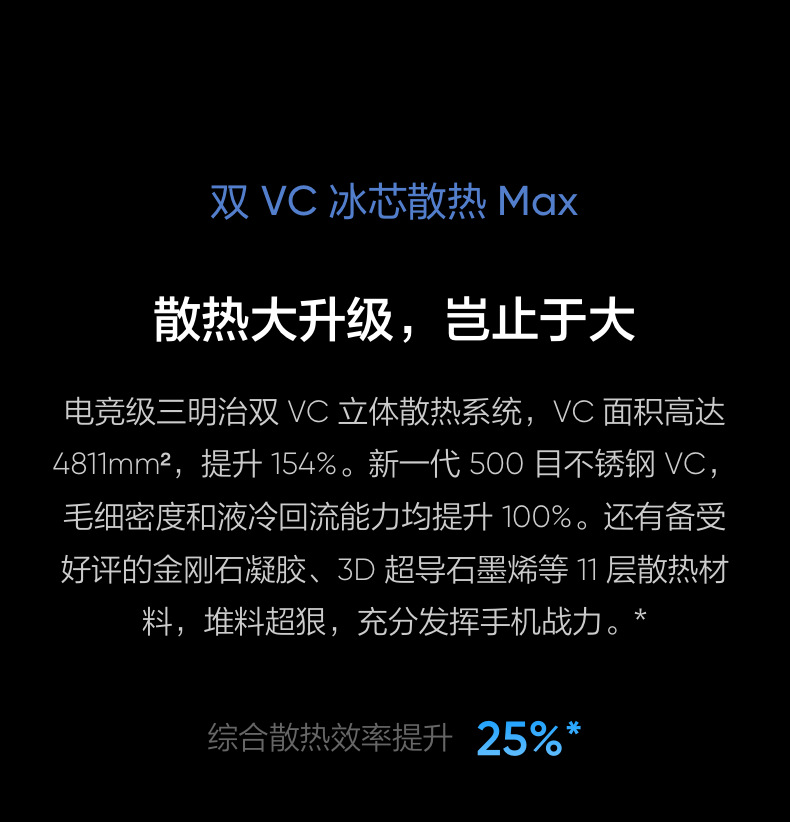 双 VC 冰芯散热 Max
散热大升级，岂止于大
电竞级三明治双 VC 立体散热系统，VC 面积高达
4811mm²，提升 154%。新一代 500 目不锈钢 VC，
毛细密度和液冷回流能力均提升 100%。还有备受
好评的金刚石凝胶、3D 超导石墨烯等 11 层散热材
料，堆料超狠，充分发挥手机战力。*
综合散热效率提升 25%*